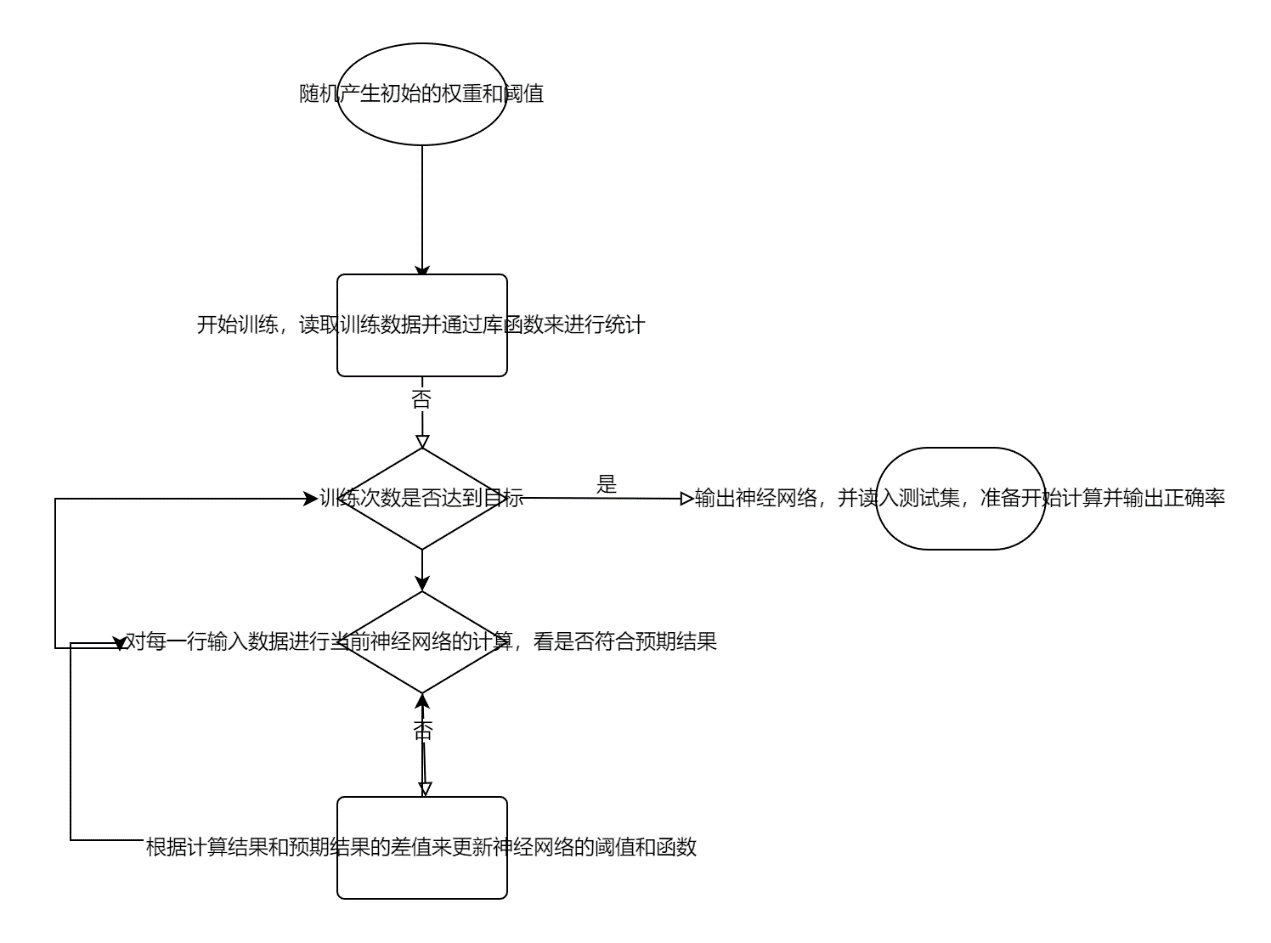 随机产生初始的权重和阈值
开始训练，读取训练数据并通过库函数来进行统计
否
是
训练次数是否达到目标
输出神经网络，并读入测试集，准备开始计算并输出正确率
对每一行输入数据进行当前神经网络的计算，看是否符合预期结果
否
根据计算结果和预期结果的差值来更新神经网络的阈值和函数